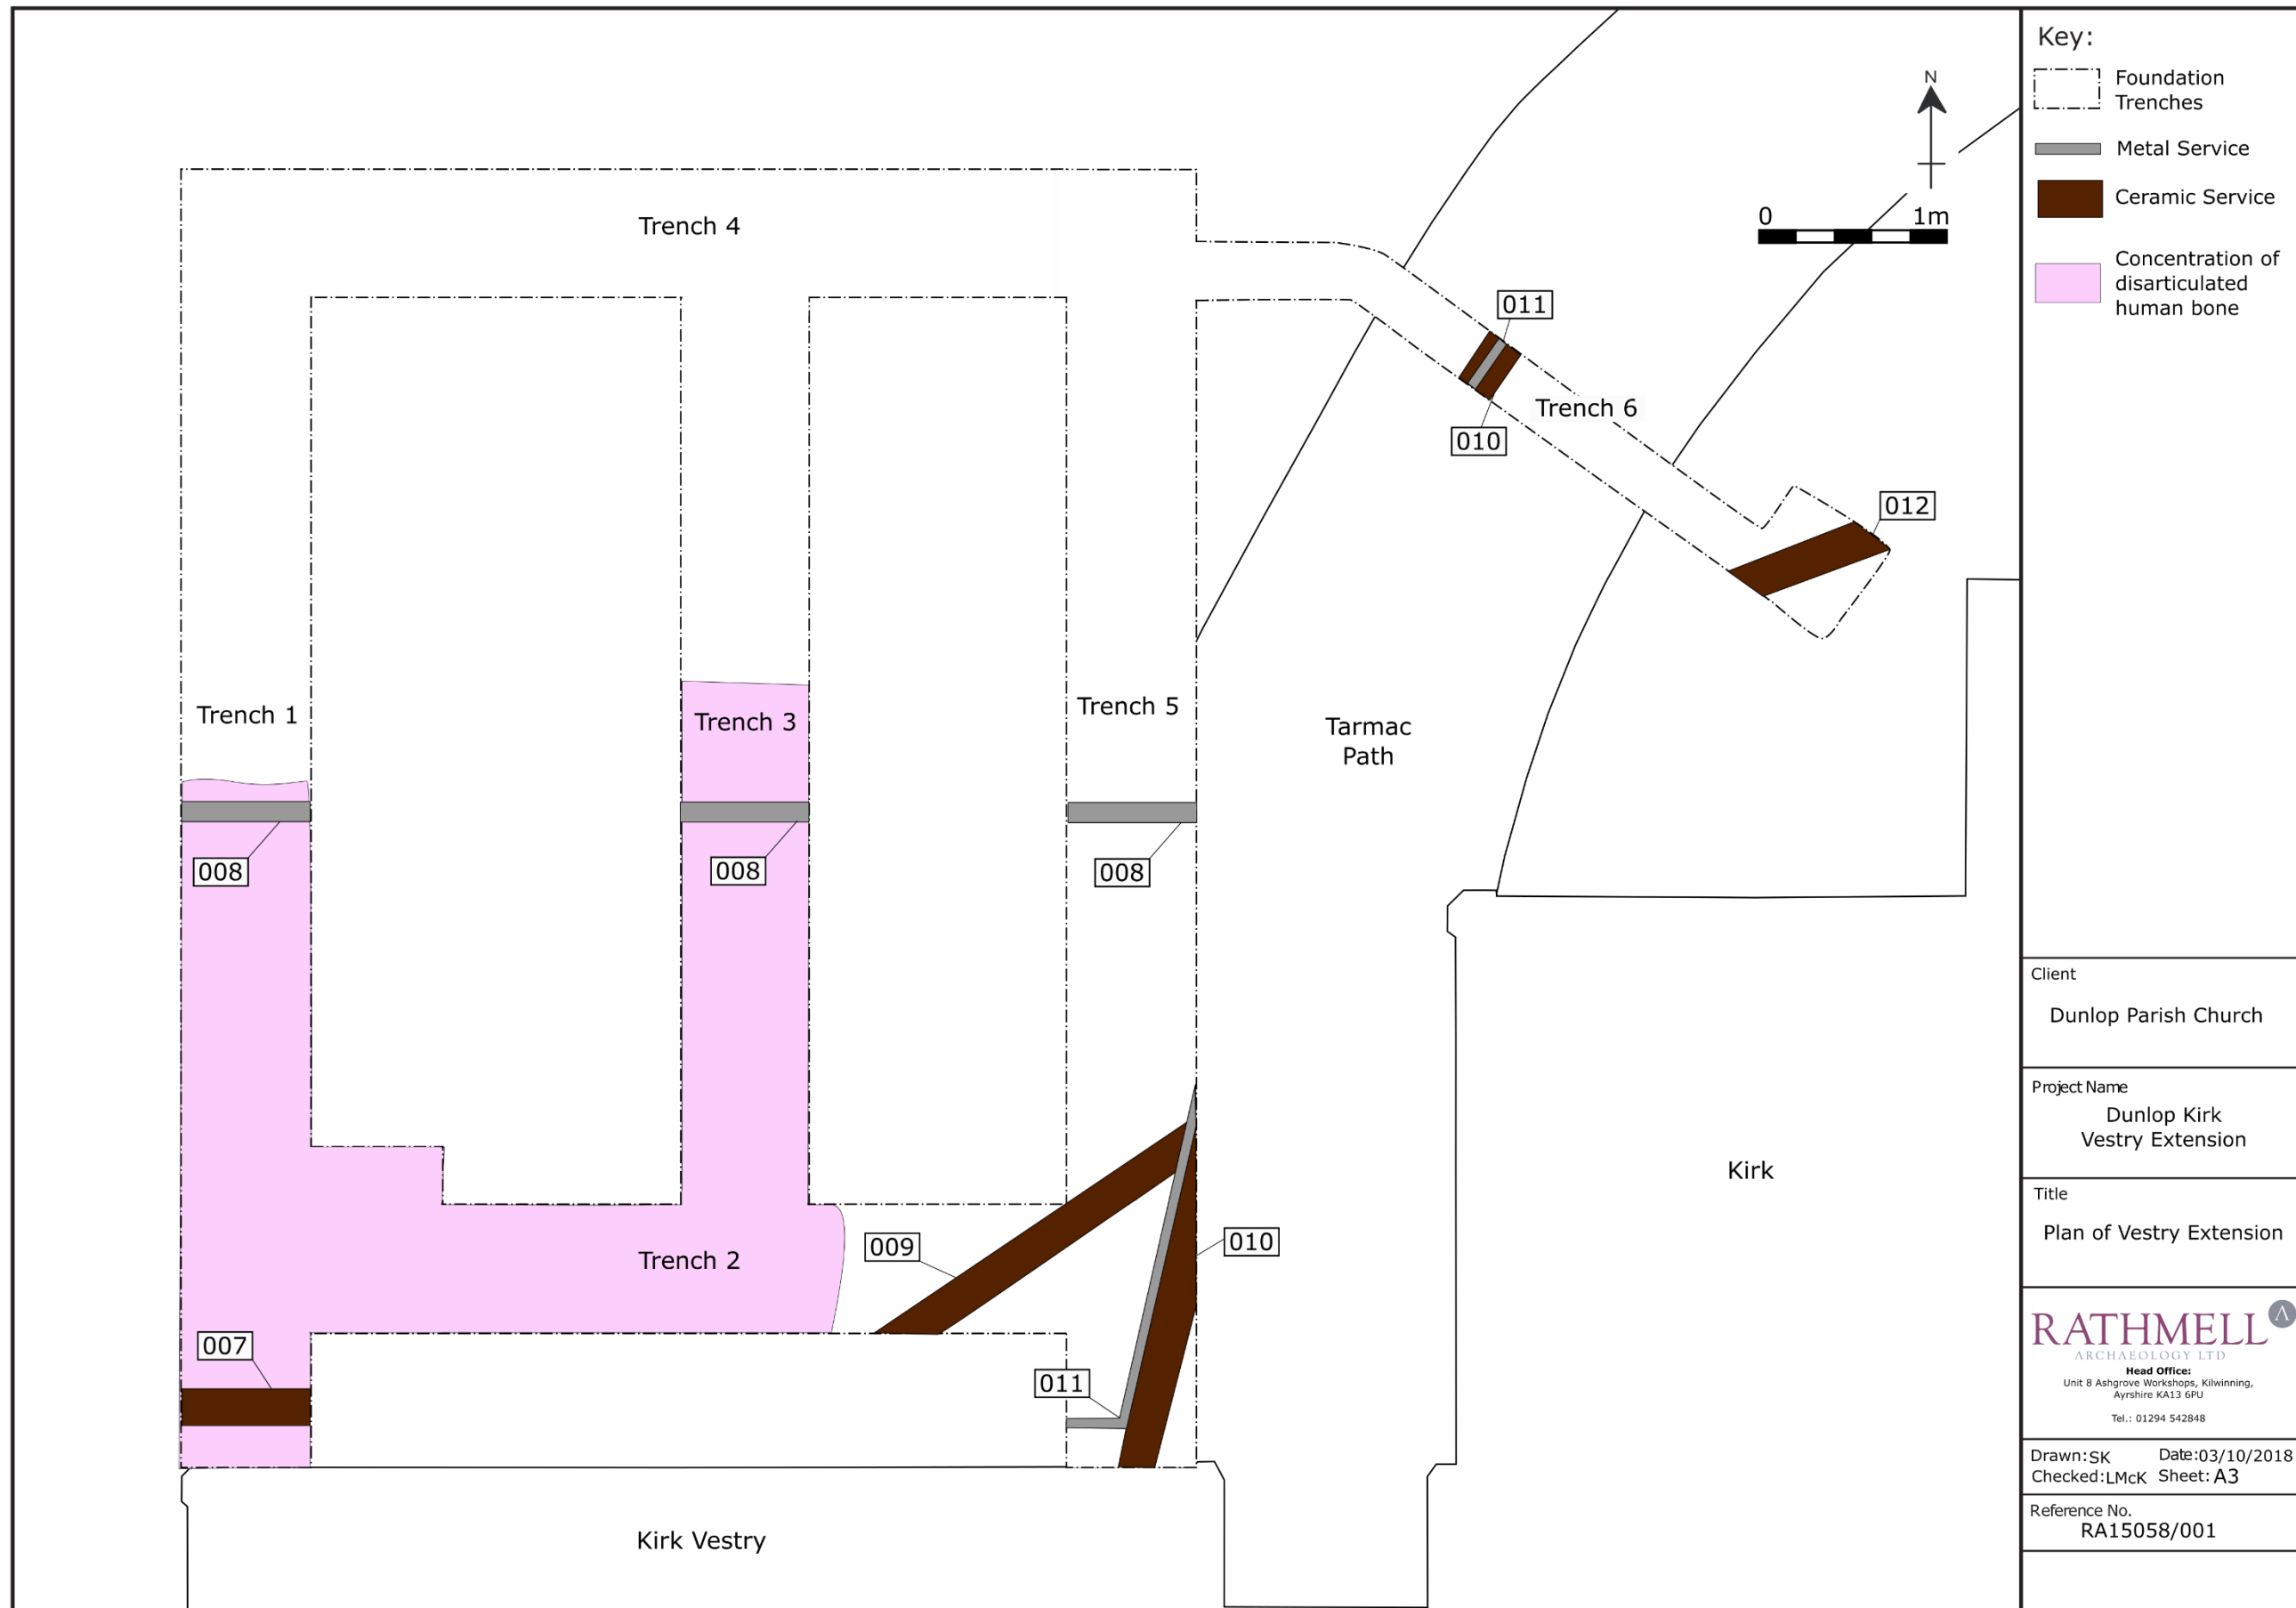 Trench 4
Trench 1
Trench 3
Trench 5
Trench 2
Trench 6
Tarmac
Path
Kirk
Kirk Vestry
008
008
008
007
009
010
011
011
010
012
N
0 1m
Key:
Foundation
Trenches
Metal Service
Ceramic Service
Concentration of
disarticulated
human bone
Client
Dunlop Parish Church
Project Name
Dunlop Kirk
Vestry Extension
Title
Plan of Vestry Extension
RATHMELL Λ
ARCHAEOLOGY LTD
Head Office:
Unit 8 Ashgrove Workshops, Kilwinning,
Ayrshire KA13 6PU
Tel.: 01294 542848
Drawn: SK Date: 03/10/2018
Checked: LMcK Sheet: A3
Reference No.
RA15058/001